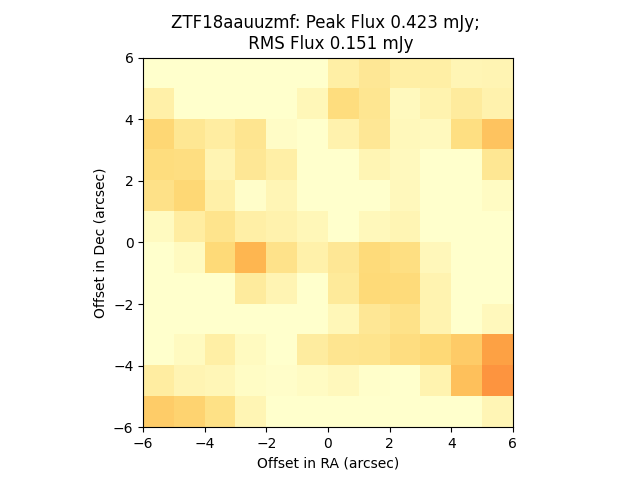 ZTF18aauuzmf: Peak Flux 0.423 mJy;
RMS Flux 0.151 mJy
6
4
2
0
−2
−4
−6
Offset in Dec (arcsec)
−6 −4 −2 0 2 4 6
Offset in RA (arcsec)